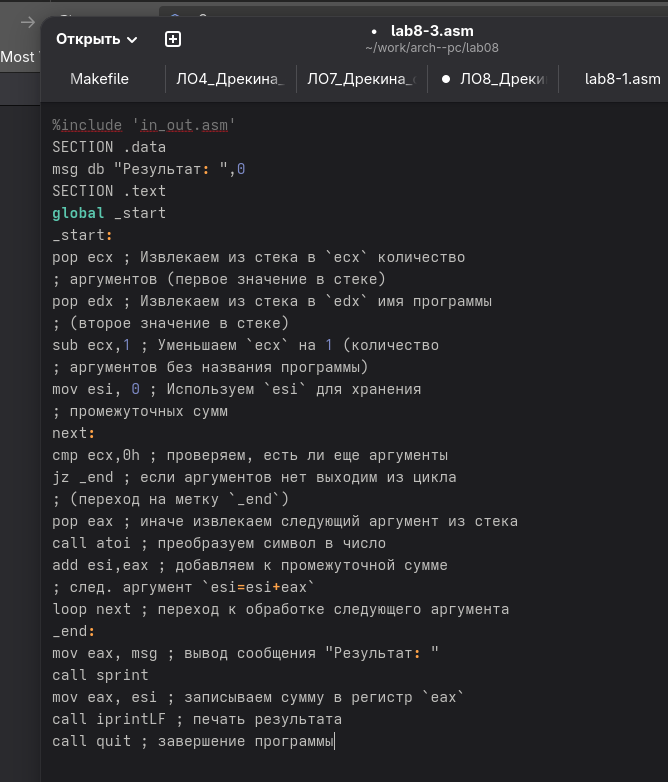 Most
Открыть
• lab8-3.asm
~/work/arch--pc/lab08
Makefile ЛО4_Дрекина_ ЛО7_Дрекина_ ● ЛО8_Дреки lab8-1.asm
%include 'in_out.asm'
SECTION .data
msg db "Результат: ",0
SECTION .text
global _start
_start:
pop ecx ; Извлекаем из стека в `ecx` количество
; аргументов (первое значение в стеке)
pop edx ; Извлекаем из стека в `edx` имя программы
; (второе значение в стеке)
sub ecx,1 ; Уменьшаем `ecx` на 1 (количество
; аргументов без названия программы)
mov esi, 0 ; Используем `esi` для хранения
; промежуточных сумм
next:
cmp ecx,0h ; проверяем, есть ли еще аргументы
jz _end ; если аргументов нет выходим из цикла
; (переход на метку `_end`)
pop eax ; иначе извлекаем следующий аргумент из стека
call atoi ; преобразуем символ в число
add esi,eax ; добавляем к промежуточной сумме
; след. аргумент `esi=esi+eax`
loop next ; переход к обработке следующего аргумента
_end:
mov eax, msg ; вывод сообщения "Результат: "
call sprint
mov eax, esi ; записываем сумму в регистр `eax`
call iprintLF ; печать результата
call quit ; завершение программы